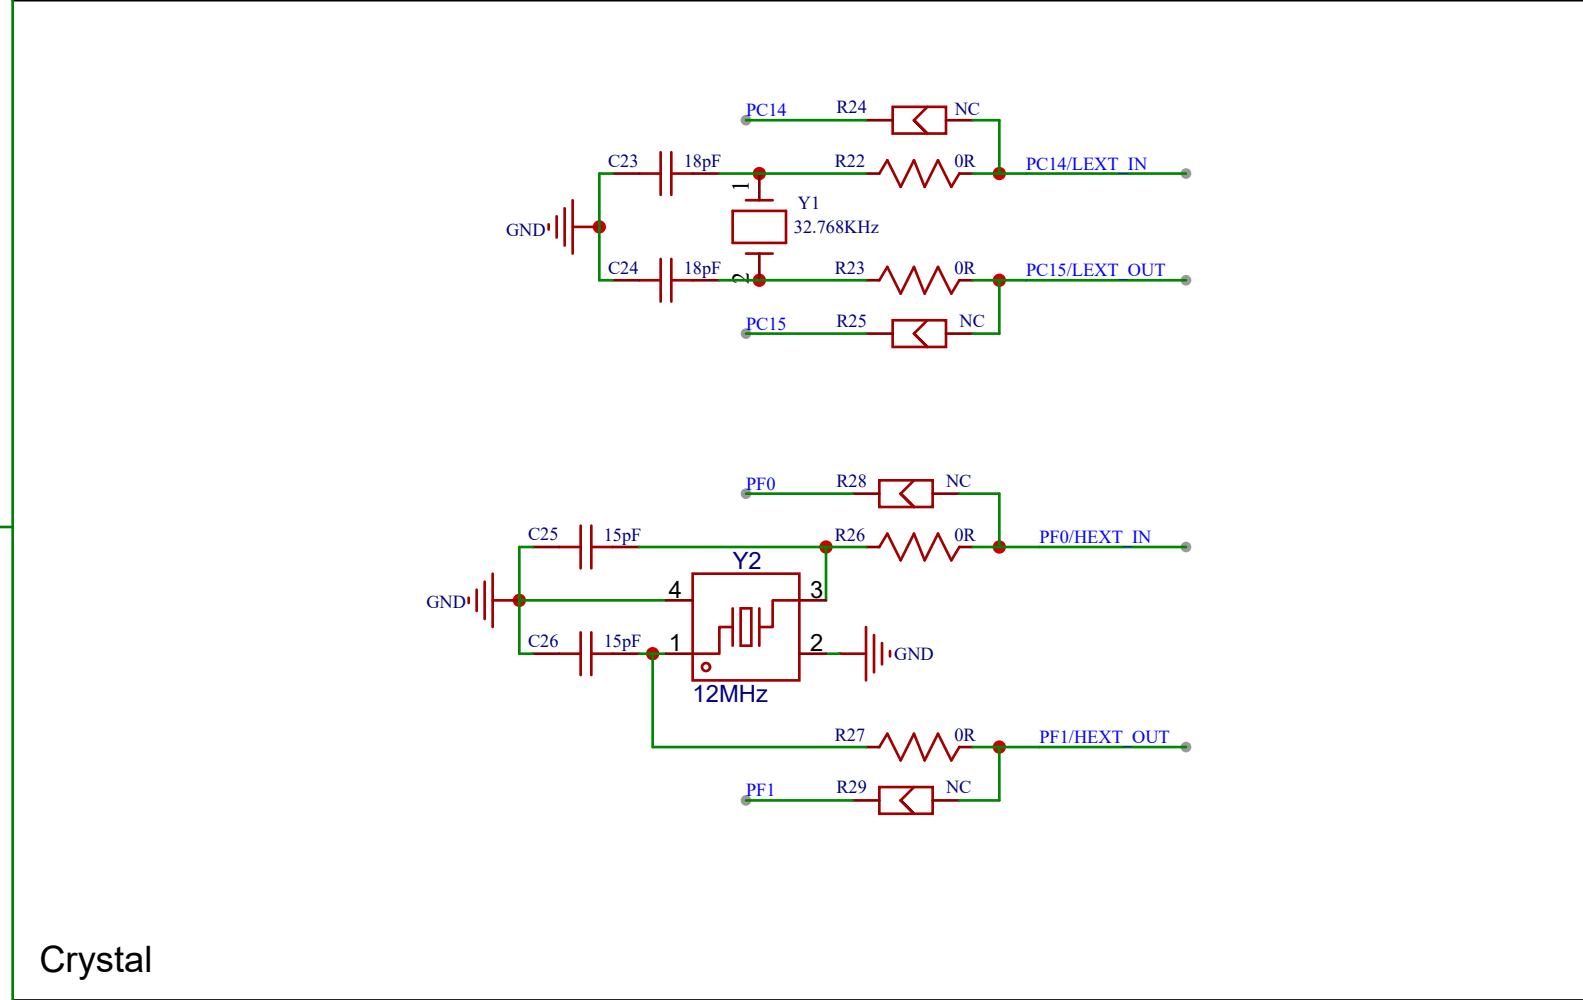 PC14 R24 NC
C23 18pF R22 0R PC14/LEXT_IN
1
Y1
GND 32.768KHz
C24 18pF R23 0R PC15/LEXT_OUT
2
PC15 R25 NC
PF0 R28 NC
C25 15pF R26 0R PF0/HEXT_IN
Y2
GND 4 3
C26 15pF 1 2 GND
12MHz
R27 0R PF1/HEXT_OUT
PF1 R29 NC
Crystal